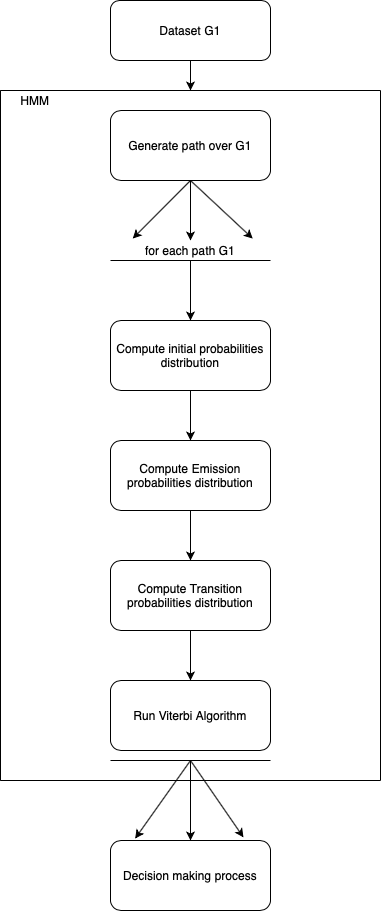 Dataset G1
HMM
Generate path over G1
for each path G1
Compute initial probabilities
distribution
Compute Emission
probabilities distribution
Compute Transition
probabilities distribution
Run Viterbi Algorithm
Decision making process